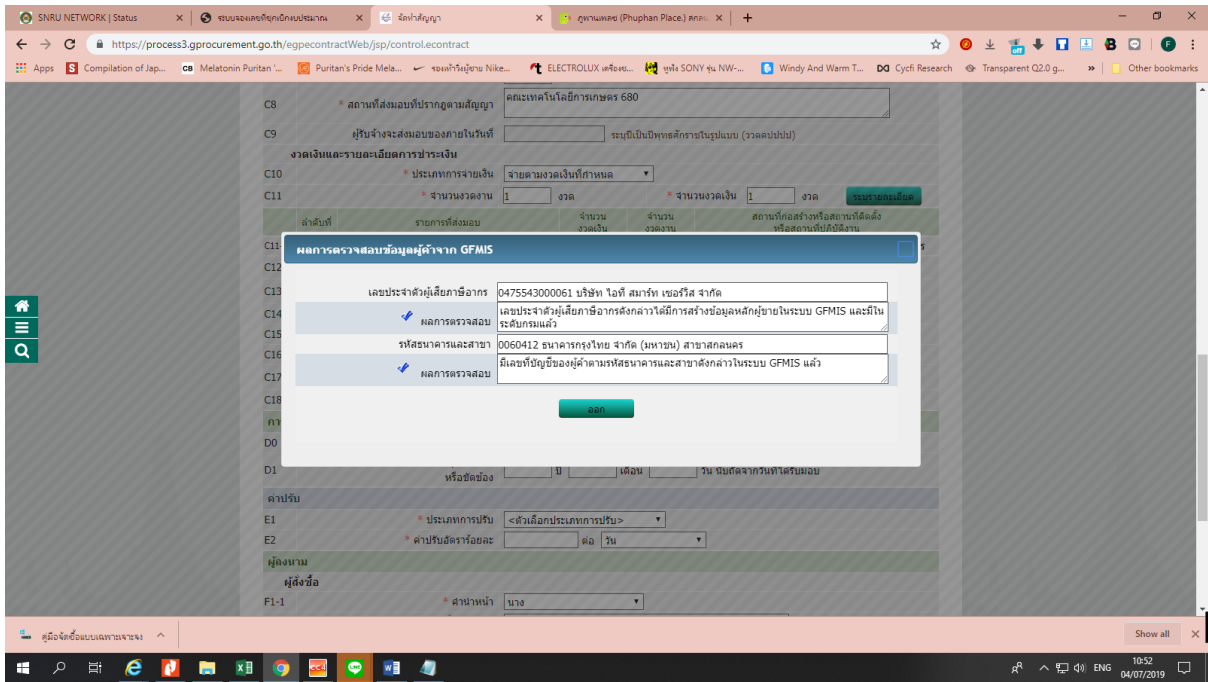 SNRU NETWORK | Status
ระบบจองเลขที่ฎุกเบิกงบประมาณ
จัดทำสัญญา
ภูพานเพลซ (Phuphan Place.) สกลน
https://process3.gprocurement.go.th/egpecontractWeb/jsp/control.econtract
Apps
Compilation of Jap...
Melatonin Puritan '...
Puritan's Pride Mela...
รองเท้าวิ่งผู้ชาย Nike...
ELECTROLUX เครื่องช...
หูฟัง SONY รุ่น NW-...
Windy And Warm T...
Cycfi Research
Transparent Q2.0 g...
»
Other bookmarks
C8 * สถานที่ส่งมอบที่ปรากฏตามสัญญา คณะเทคโนโลยีการเกษตร 680
C9 ผู้รับจ้างจะส่งมอบของภายในวันที่ ระบุปีเป็นปีพุทธศักราชในรูปแบบ (ววดดปปปป)
งวดเงินและรายละเอียดการชำระเงิน
C10 * ประเภทการจ่ายเงิน จ่ายตามงวดเงินที่กำหนด
C11 * จำนวนงวดงาน 1 งวด * จำนวนงวดเงิน 1 งวด ระบุรายละเอียด
ลำดับที่ รายการที่ส่งมอบ จำนวนงวดเงิน จำนวนงวดงาน สถานที่ก่อสร้างหรือสถานที่ติดตั้งหรือสถานที่ปฏิบัติงาน
C11-
ผลการตรวจสอบข้อมูลผู้ค้าจาก GFMIS
C12
C13
เลขประจำตัวผู้เสียภาษีอากร 0475543000061 บริษัท ไอที สมาร์ท เซอร์วิส จำกัด
C14
ผลการตรวจสอบ เลขประจำตัวผู้เสียภาษีอากรดังกล่าวได้มีการสร้างข้อมูลหลักผู้ขายในระบบ GFMIS และมีใน
ระดับกรมแล้ว
C15
รหัสธนาคารและสาขา 0060412 ธนาคารกรุงไทย จำกัด (มหาชน) สาขาสกลนคร
C16
ผลการตรวจสอบ มีเลขที่บัญชีของผู้ค้าตามรหัสธนาคารและสาขาดังกล่าวในระบบ GFMIS แล้ว
C17
C18
ออก
D0
D1 หรือขัดข้อง ปี เดือน วัน นับถัดจากวันที่ได้รับมอบ
ค่าปรับ
E1 * ประเภทการปรับ <ตัวเลือกประเภทการปรับ>
E2 * ค่าปรับอัตราร้อยละ ต่อ วัน
ผู้ลงนาม
ผู้สั่งซื้อ
F1-1 * คำนำหน้า นาง
คู่มือจัดซื้อแบบเฉพาะเจาะจง
Show all
ENG
10:52
04/07/2019